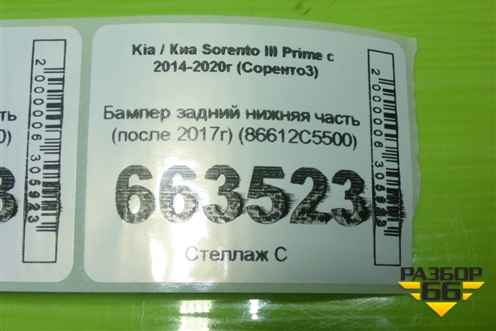 Kia / Киа Sorento III Prime с
2014-2020г (Соренто3)
Бампер задний нижняя часть
(после 2017г) (86612C5500)
663523
Стеллаж С
2000006305923
2000006305923
РАЗБОР
66